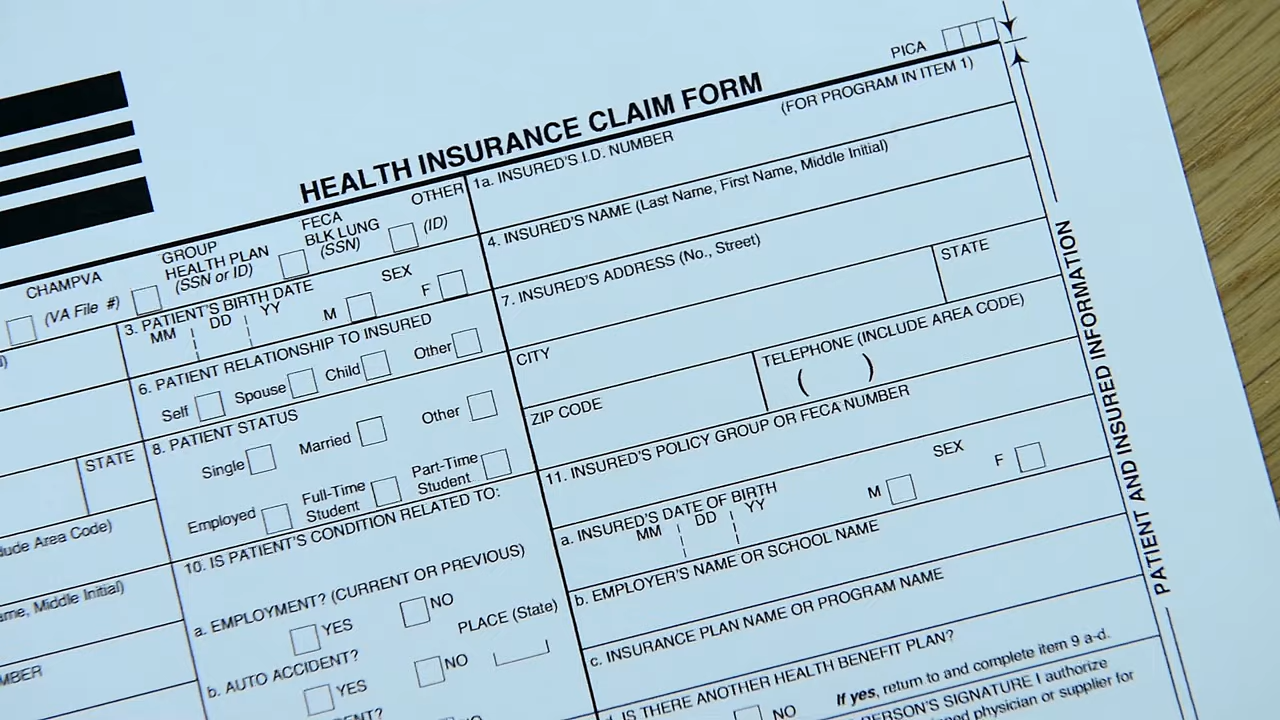 PICA
HEALTH INSURANCE CLAIM FORM
CHAMPVA
(VA File #)
GROUP
HEALTH PLAN
(SSN or ID)
FECA
BLK LUNG
(SSN)
OTHER
(ID)
1a. INSURED'S I.D. NUMBER
(FOR PROGRAM IN ITEM 1)
3. PATIENT'S BIRTH DATE
MM DD YY
SEX
M F
4. INSURED'S NAME (Last Name, First Name, Middle Initial)
6. PATIENT RELATIONSHIP TO INSURED
Self Spouse Child Other
7. INSURED'S ADDRESS (No., Street)
STATE
8. PATIENT STATUS
Single Married Other
CITY
STATE
Employed
Full-Time
Student
Part-Time
Student
ZIP CODE
TELEPHONE (INCLUDE AREA CODE)
( )
Area Code)
10. IS PATIENT'S CONDITION RELATED TO:
11. INSURED'S POLICY GROUP OR FECA NUMBER
Middle Initial)
a. EMPLOYMENT? (CURRENT OR PREVIOUS)
YES NO
a. INSURED'S DATE OF BIRTH
MM DD YY
SEX
M F
b. AUTO ACCIDENT?
PLACE (State)
YES NO
b. EMPLOYER'S NAME OR SCHOOL NAME
c. INSURANCE PLAN NAME OR PROGRAM NAME
IS THERE ANOTHER HEALTH BENEFIT PLAN?
NO
If yes, return to and complete item 9 a-d.
PERSON'S SIGNATURE I authorize
physician or supplier for
PATIENT AND INSURED INFORMATION